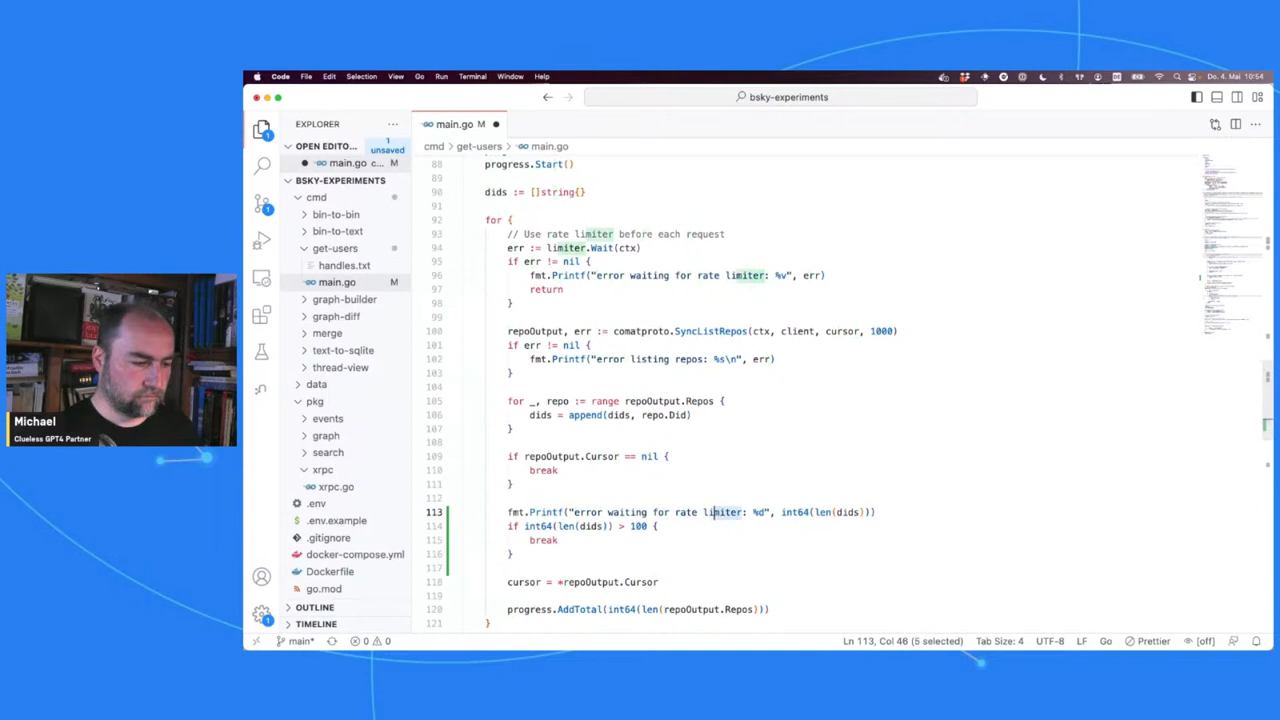 Code File Edit Selection View Go Run Terminal Window Help
Do. 4. Mai 10:54
bsky-experiments
EXPLORER
main.go M
OPEN EDITO...
1 unsaved
main.go c... M
cmd get-users main.go
BSKY-EXPERIMENTS
cmd
bin-to-bin
bin-to-text
get-users
handles.txt
main.go M
graph-builder
graph-diff
merge
text-to-sqlite
thread-view
data
pkg
events
graph
search
xrpc
xrpc.go
.env
.env.example
.gitignore
docker-compose.yml
Dockerfile
go.mod
OUTLINE
TIMELINE
88 progress.Start()
89
90 dids := []string{}
91
92 for {
93 // Use rate limiter before each request
94 err := limiter.Wait(ctx)
95 if err != nil {
96 fmt.Printf("error waiting for rate limiter: %v", err)
97 return
98 }
99
100 repoOutput, err := comatproto.SyncListRepos(ctx, client, cursor, 1000)
101 if err != nil {
102 fmt.Printf("error listing repos: %s\n", err)
103 }
104
105 for _, repo := range repoOutput.Repos {
106 dids = append(dids, repo.Did)
107 }
108
109 if repoOutput.Cursor == nil {
110 break
111 }
112
113 fmt.Printf("error waiting for rate limiter: %d", int64(len(dids)))
114 if int64(len(dids)) > 100 {
115 break
116 }
117
118 cursor = *repoOutput.Cursor
119
120 progress.AddTotal(int64(len(repoOutput.Repos)))
121 }
main* 0 0
Ln 113, Col 46 (5 selected) Tab Size: 4 UTF-8 LF Go Prettier [off]
Michael
Clueless GPT4 Partner